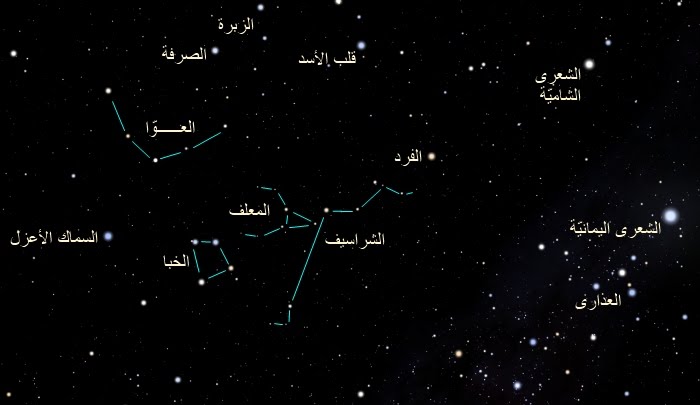 الزبرة
الصرفة
قلب الأسد
الشعرى
الشاميّة
العـــوّا
الفرد
المعلف
الشعرى اليمانيّة
السماك الأعزل
الشراسيف
الخبا
العذارى